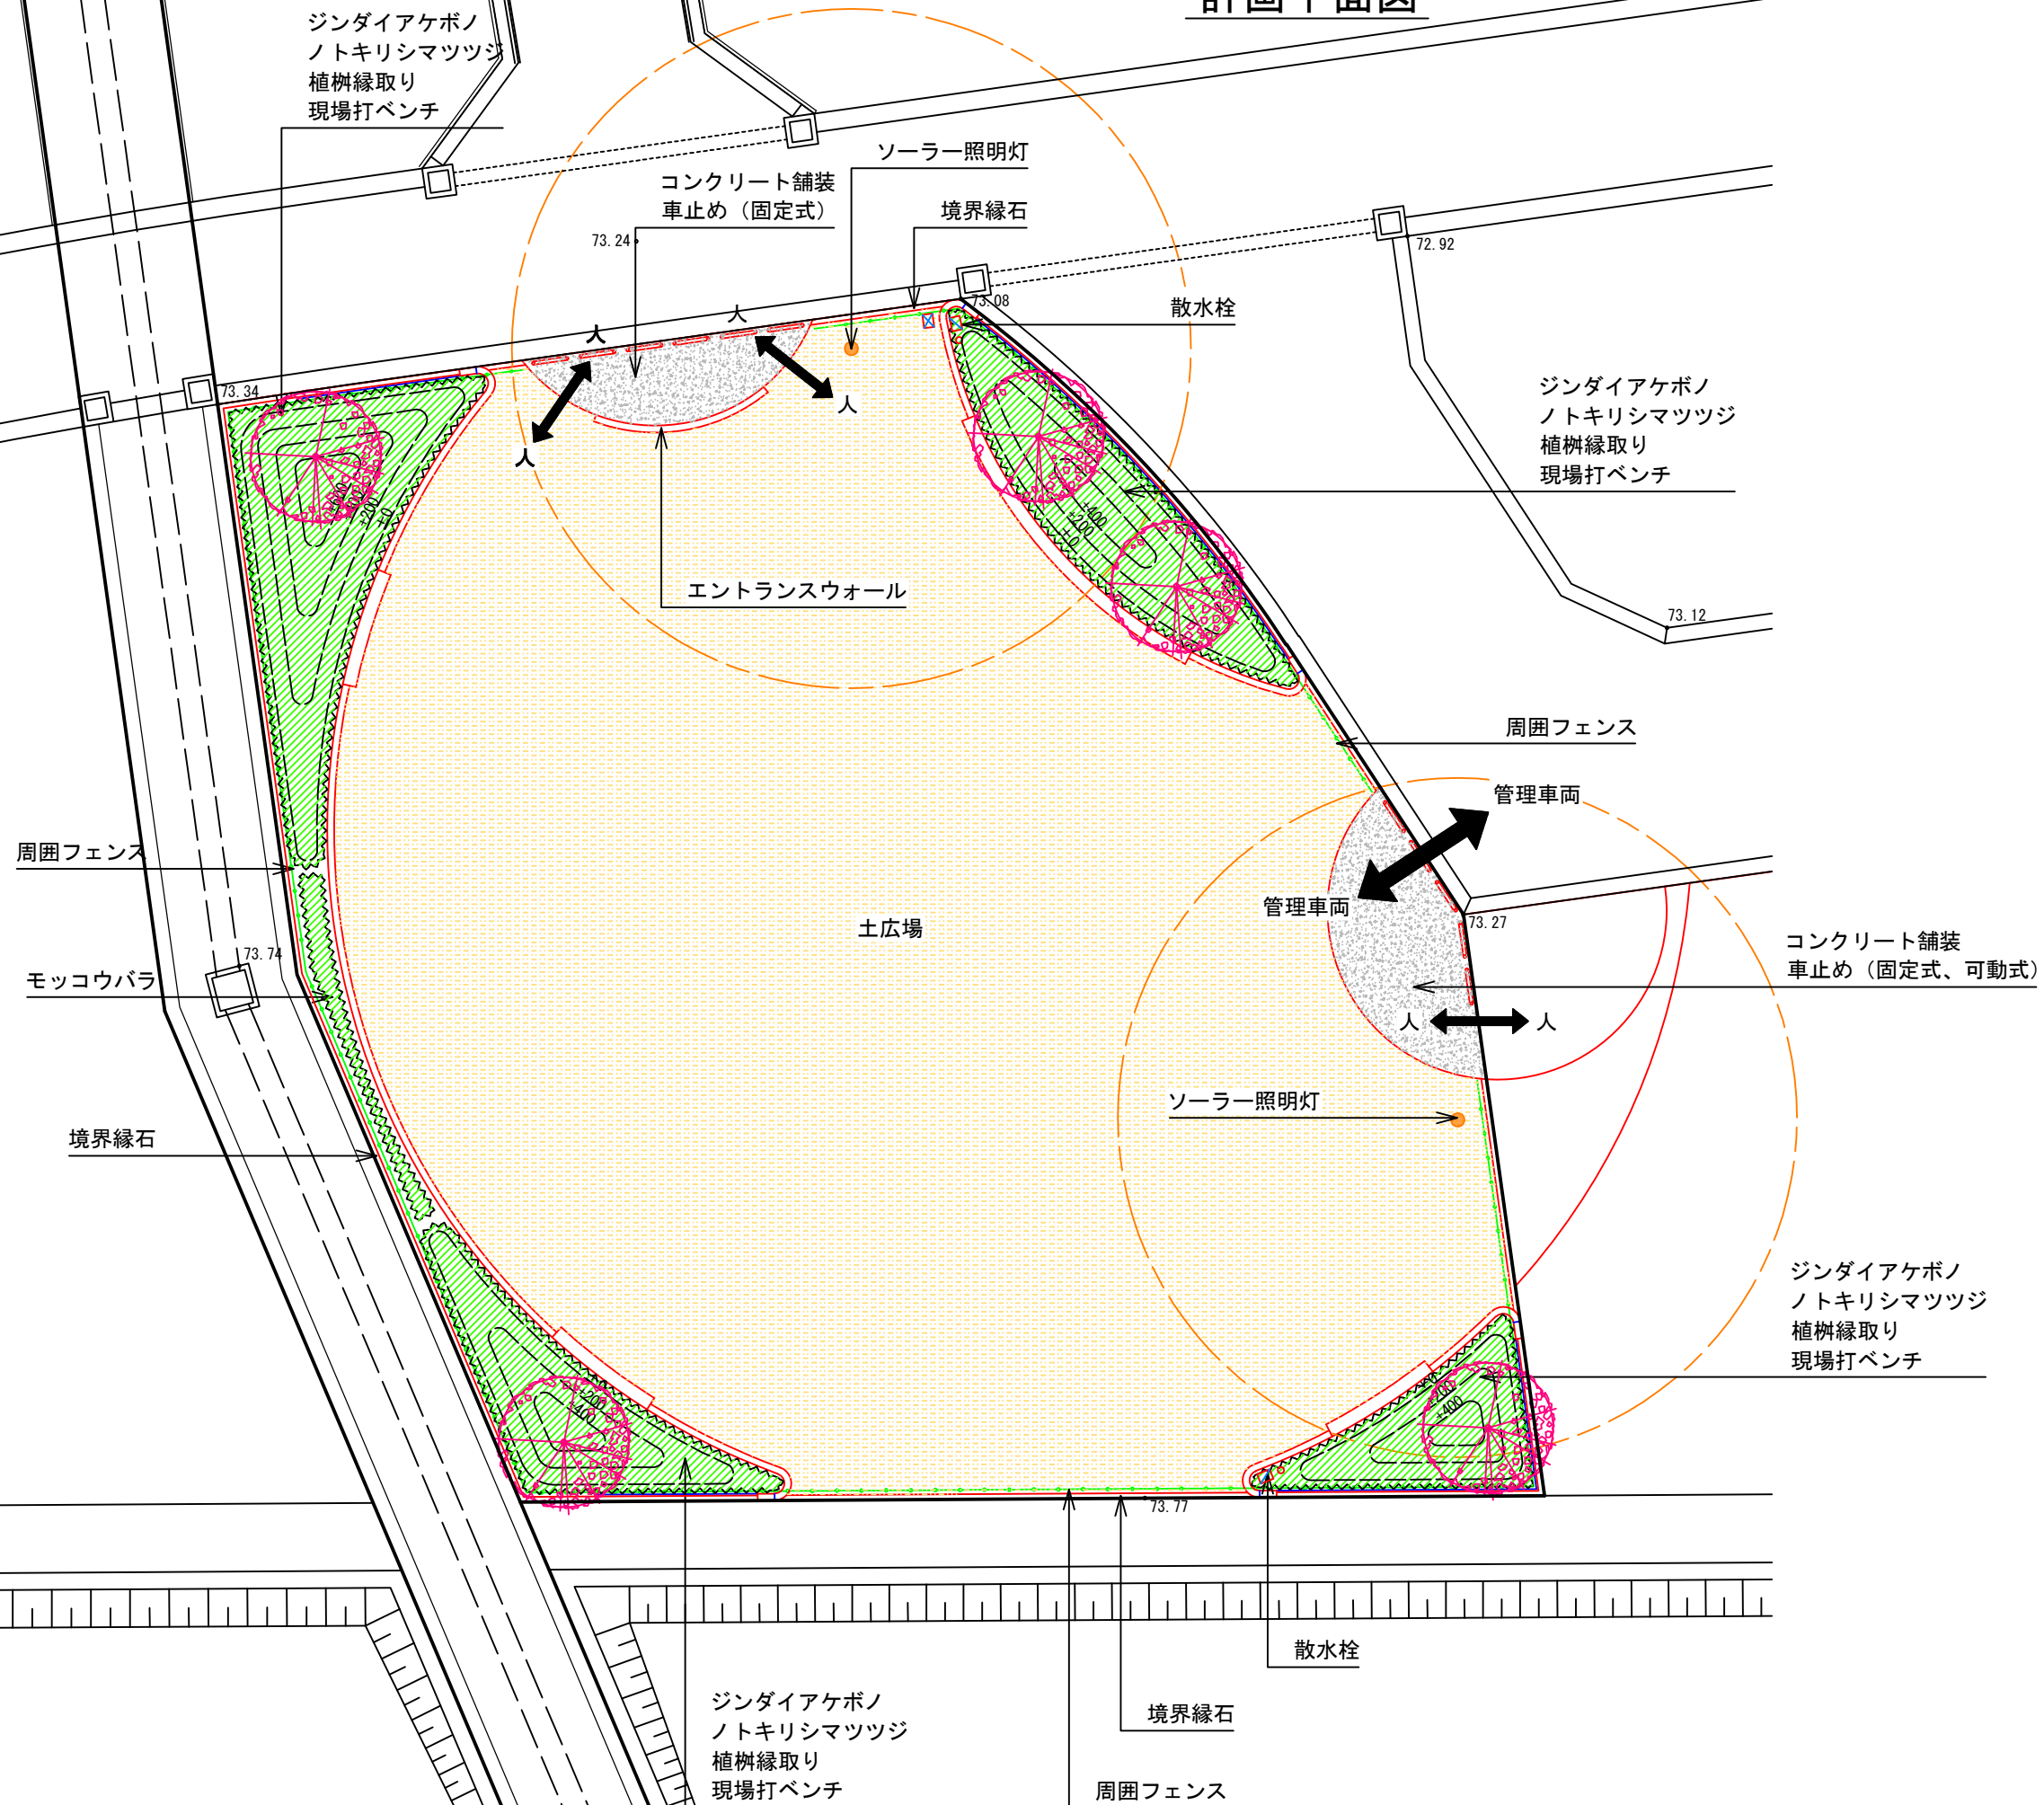 計画平面図
ジンダイアケボノ
ノトキリシマツツジ
植桝縁取り
現場打ベンチ
ソーラー照明灯
コンクリート舗装
車止め（固定式）
境界縁石
73.24
72.92
73.08
散水栓
人
人
73.34
人
人
ジンダイアケボノ
ノトキリシマツツジ
植桝縁取り
現場打ベンチ
+600
+200
±0
+400
+200
±0
エントランスウォール
73.12
周囲フェンス
管理車両
周囲フェンス
管理車両
土広場
73.27
コンクリート舗装
車止め（固定式、可動式）
73.74
モッコウバラ
人
人
ソーラー照明灯
境界縁石
ジンダイアケボノ
ノトキリシマツツジ
植桝縁取り
現場打ベンチ
+200
+400
+400
73.77
散水栓
境界縁石
ジンダイアケボノ
ノトキリシマツツジ
植桝縁取り
現場打ベンチ
周囲フェンス